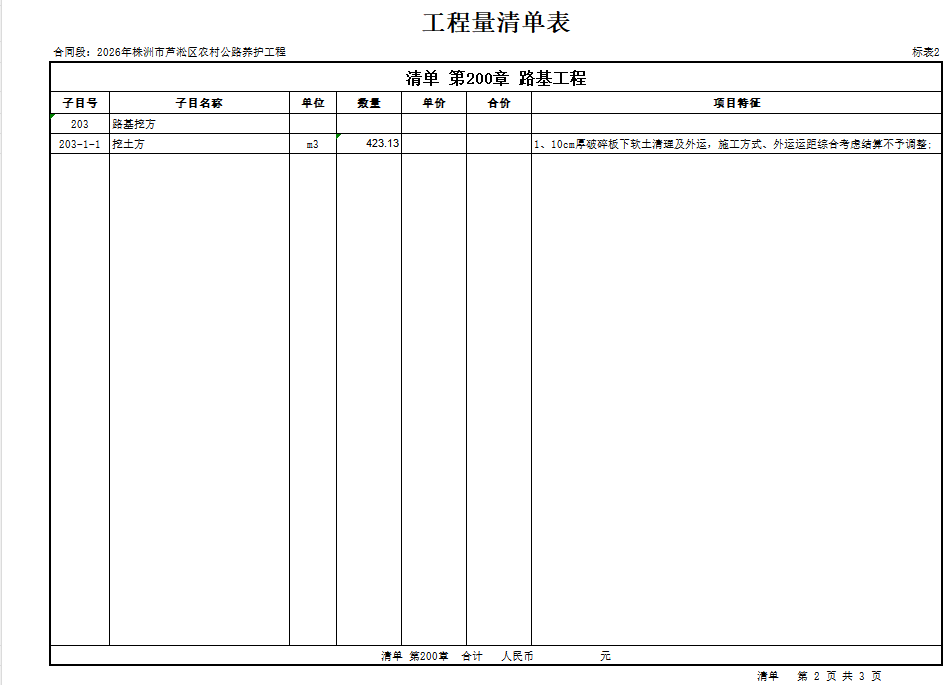 工程量清单表
合同段：2026年株洲市芦淞区农村公路养护工程 标表2
清单 第200章 路基工程
子目号 子目名称 单位 数量 单价 合价 项目特征
203 路基挖方
203-1-1 挖土方 m3 423.13 1、10cm厚破碎板下软土清理及外运，施工方式、外运运距综合考虑结算不予调整;
清单 第200章 合计 人民币 元
清单 第 2 页 共 3 页